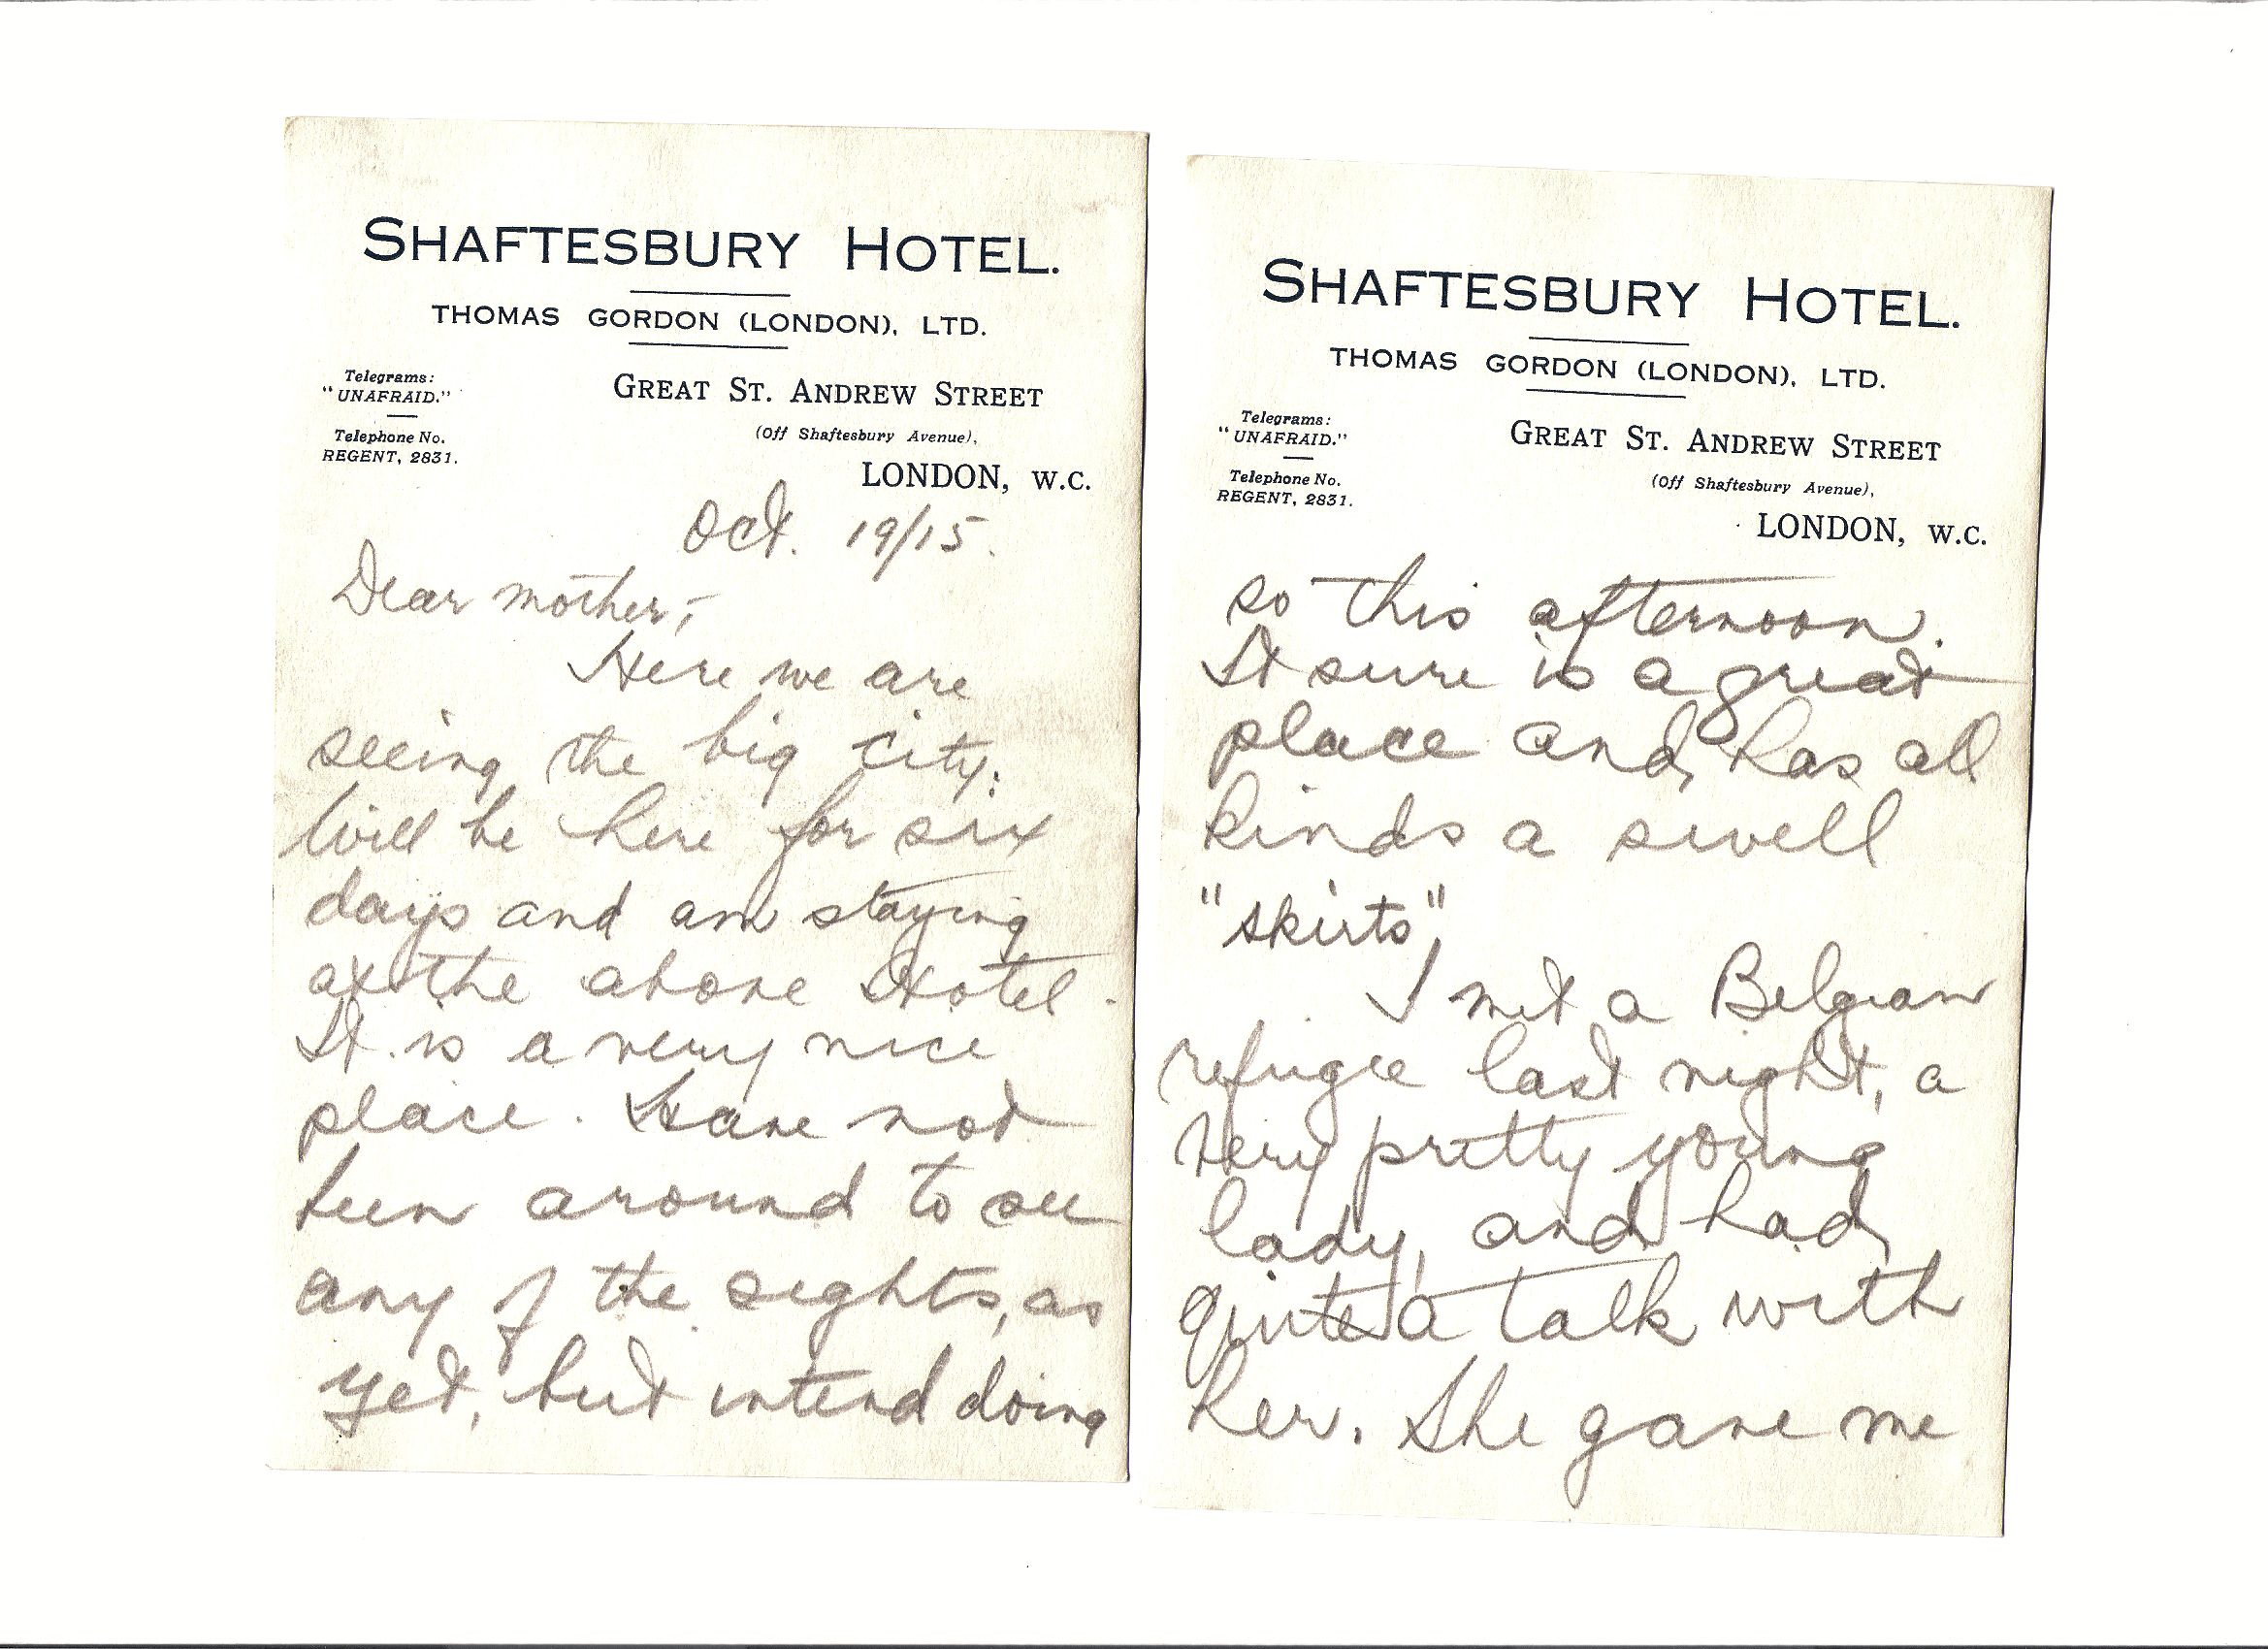 SHAFTESBURY HOTEL.
THOMAS GORDON (LONDON), LTD.
Telegrams:
"UNAFRAID."
Telephone No.
REGENT, 2831.
GREAT ST. ANDREW STREET
(Off Shaftesbury Avenue),
LONDON, W.C.
Oct. 19/15.
Dear mother,-
Here we are
seeing the big city.
Will be here for six
days and am staying
at the above Hotel.
It is a very nice
place. Have not
been around to see
any of the sights, as
yet, but intend doing
SHAFTESBURY HOTEL.
THOMAS GORDON (LONDON), LTD.
Telegrams:
"UNAFRAID."
Telephone No.
REGENT, 2831.
GREAT ST. ANDREW STREET
(Off Shaftesbury Avenue),
LONDON, W.C.
so this afternoon.
It sure is a great
place and has all
kinds a swell
"skirts".
I met a Belgian
refugee last night, a
very pretty young
lady, and had
quite a talk with
her. She gave me